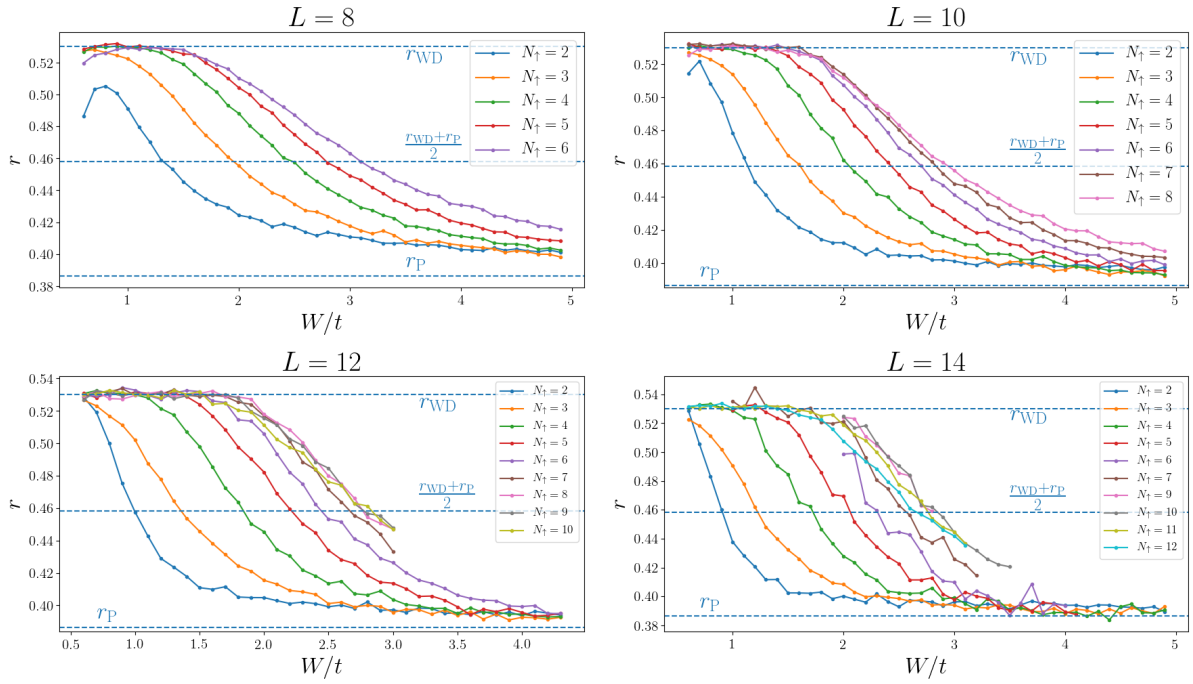 L = 8
r_WD
(r_WD+r_P)/2
r_P
N↑ = 2
N↑ = 3
N↑ = 4
N↑ = 5
N↑ = 6
r
0.52
0.50
0.48
0.46
0.44
0.42
0.40
0.38
1
2
3
4
5
W/t
L = 10
r_WD
(r_WD+r_P)/2
r_P
N↑ = 2
N↑ = 3
N↑ = 4
N↑ = 5
N↑ = 6
N↑ = 7
N↑ = 8
r
0.52
0.50
0.48
0.46
0.44
0.42
0.40
1
2
3
4
5
W/t
L = 12
r_WD
(r_WD+r_P)/2
r_P
N↑ = 2
N↑ = 3
N↑ = 4
N↑ = 5
N↑ = 6
N↑ = 7
N↑ = 8
N↑ = 9
N↑ = 10
r
0.54
0.52
0.50
0.48
0.46
0.44
0.42
0.40
0.5
1.0
1.5
2.0
2.5
3.0
3.5
4.0
W/t
L = 14
r_WD
(r_WD+r_P)/2
r_P
N↑ = 2
N↑ = 3
N↑ = 4
N↑ = 5
N↑ = 6
N↑ = 7
N↑ = 9
N↑ = 10
N↑ = 11
N↑ = 12
r
0.54
0.52
0.50
0.48
0.46
0.44
0.42
0.40
0.38
1
2
3
4
5
W/t